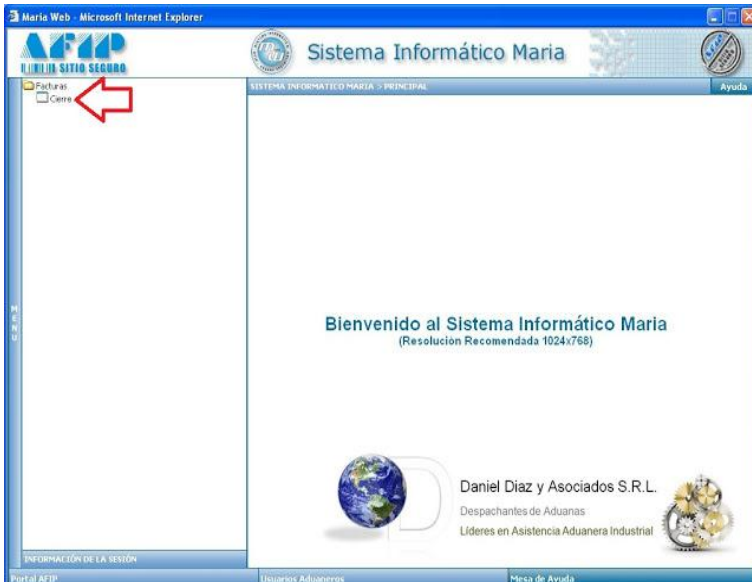 Maria Web - Microsoft Internet Explorer
AFIP
SITIO SEGURO
Sistema Informático Maria
SISTEMA INFORMATICO MARIA > PRINCIPAL
Ayuda
Facturas
Cierre
MENU
Bienvenido al Sistema Informático Maria
(Resolución Recomendada 1024x768)
Daniel Diaz y Asociados S.R.L.
Despachantes de Aduanas
Líderes en Asistencia Aduanera Industrial
INFORMACIÓN DE LA SESIÓN
Portal AFIP
Usuarios Aduaneros
Mesa de Ayuda